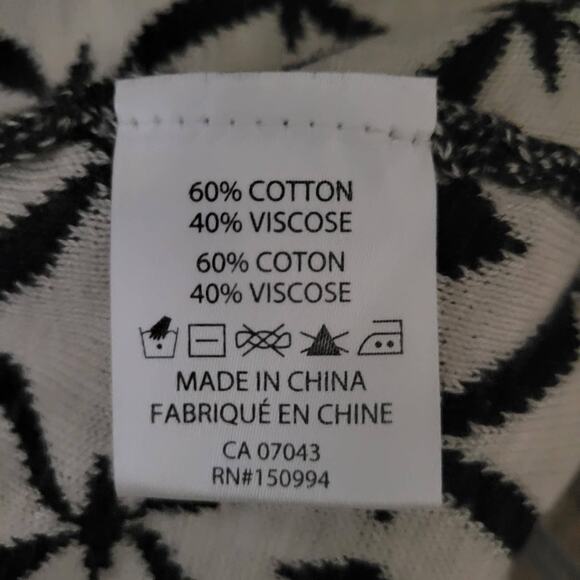 60% COTTON
40% VISCOSE
60% COTON
40% VISCOSE
MADE IN CHINA
FABRIQUÉ EN CHINE
CA 07043
RN#150994